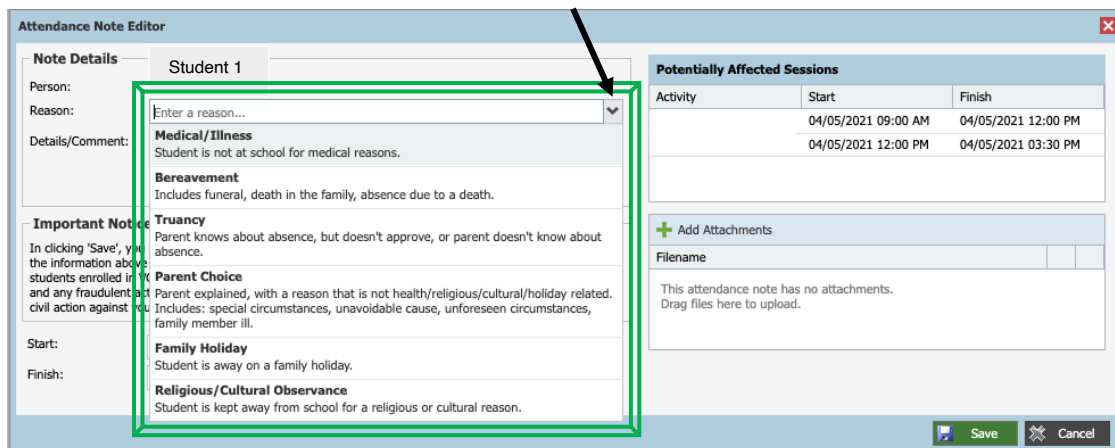 Attendance Note Editor
Note Details
Student 1
Person:
Reason:
Enter a reason...
Details/Comment:
Medical/Illness
Student is not at school for medical reasons.
Bereavement
Includes funeral, death in the family, absence due to a death.
Truancy
Parent knows about absence, but doesn't approve, or parent doesn't know about
absence.
Parent Choice
Parent explained, with a reason that is not health/religious/cultural/holiday related.
Includes: special circumstances, unavoidable cause, unforeseen circumstances,
family member ill.
Family Holiday
Student is away on a family holiday.
Religious/Cultural Observance
Student is kept away from school for a religious or cultural reason.
Important Notice
In clicking 'Save', you
the information above
students enrolled in
and any fraudulent
civil action against
Start:
Finish:
Potentially Affected Sessions
Activity Start Finish
04/05/2021 09:00 AM 04/05/2021 12:00 PM
04/05/2021 12:00 PM 04/05/2021 03:30 PM
Add Attachments
Filename
This attendance note has no attachments.
Drag files here to upload.
Save Cancel